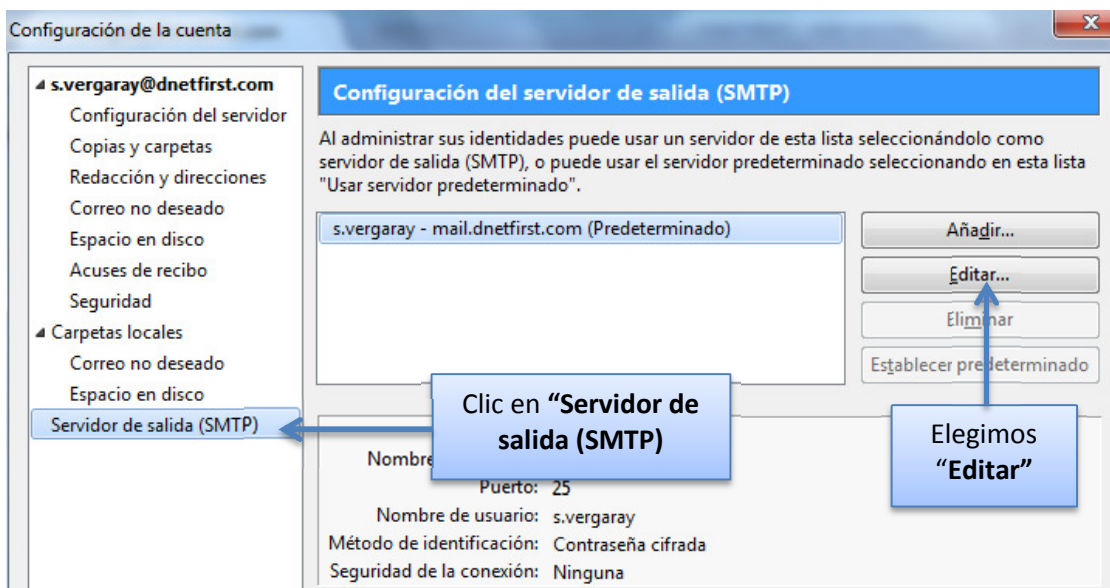 Configuración de la cuenta
s.vergaray@dnetfirst.com
Configuración del servidor
Copias y carpetas
Redacción y direcciones
Correo no deseado
Espacio en disco
Acuses de recibo
Seguridad
Carpetas locales
Correo no deseado
Espacio en disco
Servidor de salida (SMTP)
Configuración del servidor de salida (SMTP)
Al administrar sus identidades puede usar un servidor de esta lista seleccionándolo como
servidor de salida (SMTP), o puede usar el servidor predeterminado seleccionando en esta lista
"Usar servidor predeterminado".
s.vergaray - mail.dnetfirst.com (Predeterminado)
Añadir...
Editar...
Eliminar
Establecer predeterminado
Clic en “Servidor de
salida (SMTP)
Elegimos
“Editar”
Nombre
Puerto: 25
Nombre de usuario: s.vergaray
Método de identificación: Contraseña cifrada
Seguridad de la conexión: Ninguna